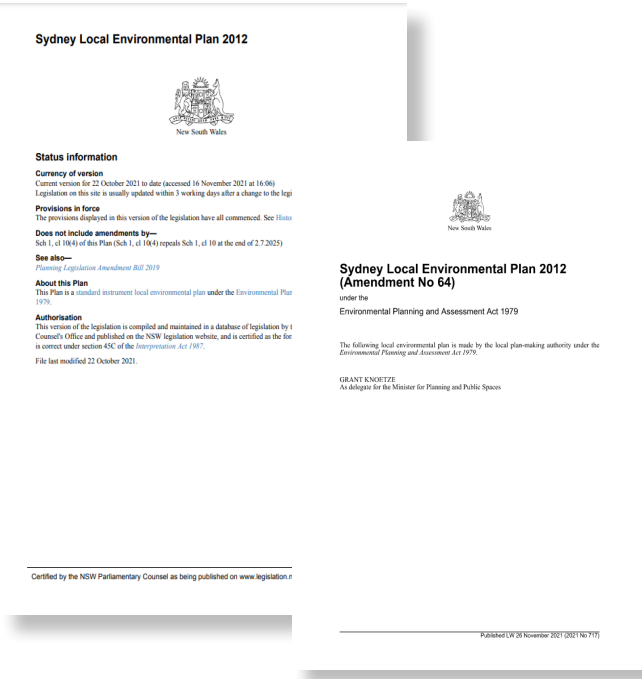 Sydney Local Environmental Plan 2012
New South Wales
Status information
Currency of version
Current version for 22 October 2021 to date (accessed 16 November 2021 at 16:06)
Legislation on this site is usually updated within 3 working days after a change to the legi
Provisions in force
The provisions displayed in this version of the legislation have all commenced. See Histo
Does not include amendments by—
Sch 1, cl 10(4) of this Plan (Sch 1, cl 10(4) repeals Sch 1, cl 10 at the end of 2.7.2025)
See also—
Planning Legislation Amendment Bill 2019
About this Plan
This Plan is a standard instrument local environmental plan under the Environmental Plan
1979.
Authorisation
This version of the legislation is compiled and maintained in a database of legislation by t
Counsel's Office and published on the NSW legislation website, and is certified as the for
is correct under section 45C of the Interpretation Act 1987.
File last modified 22 October 2021.
Certified by the NSW Parliamentary Counsel as being published on www.legislation.n
New South Wales
Sydney Local Environmental Plan 2012
(Amendment No 64)
under the
Environmental Planning and Assessment Act 1979
The following local environmental plan is made by the local plan-making authority under the
Environmental Planning and Assessment Act 1979.
GRANT KNOETZE
As delegate for the Minister for Planning and Public Spaces
Published LW 26 November 2021 (2021 No 717)